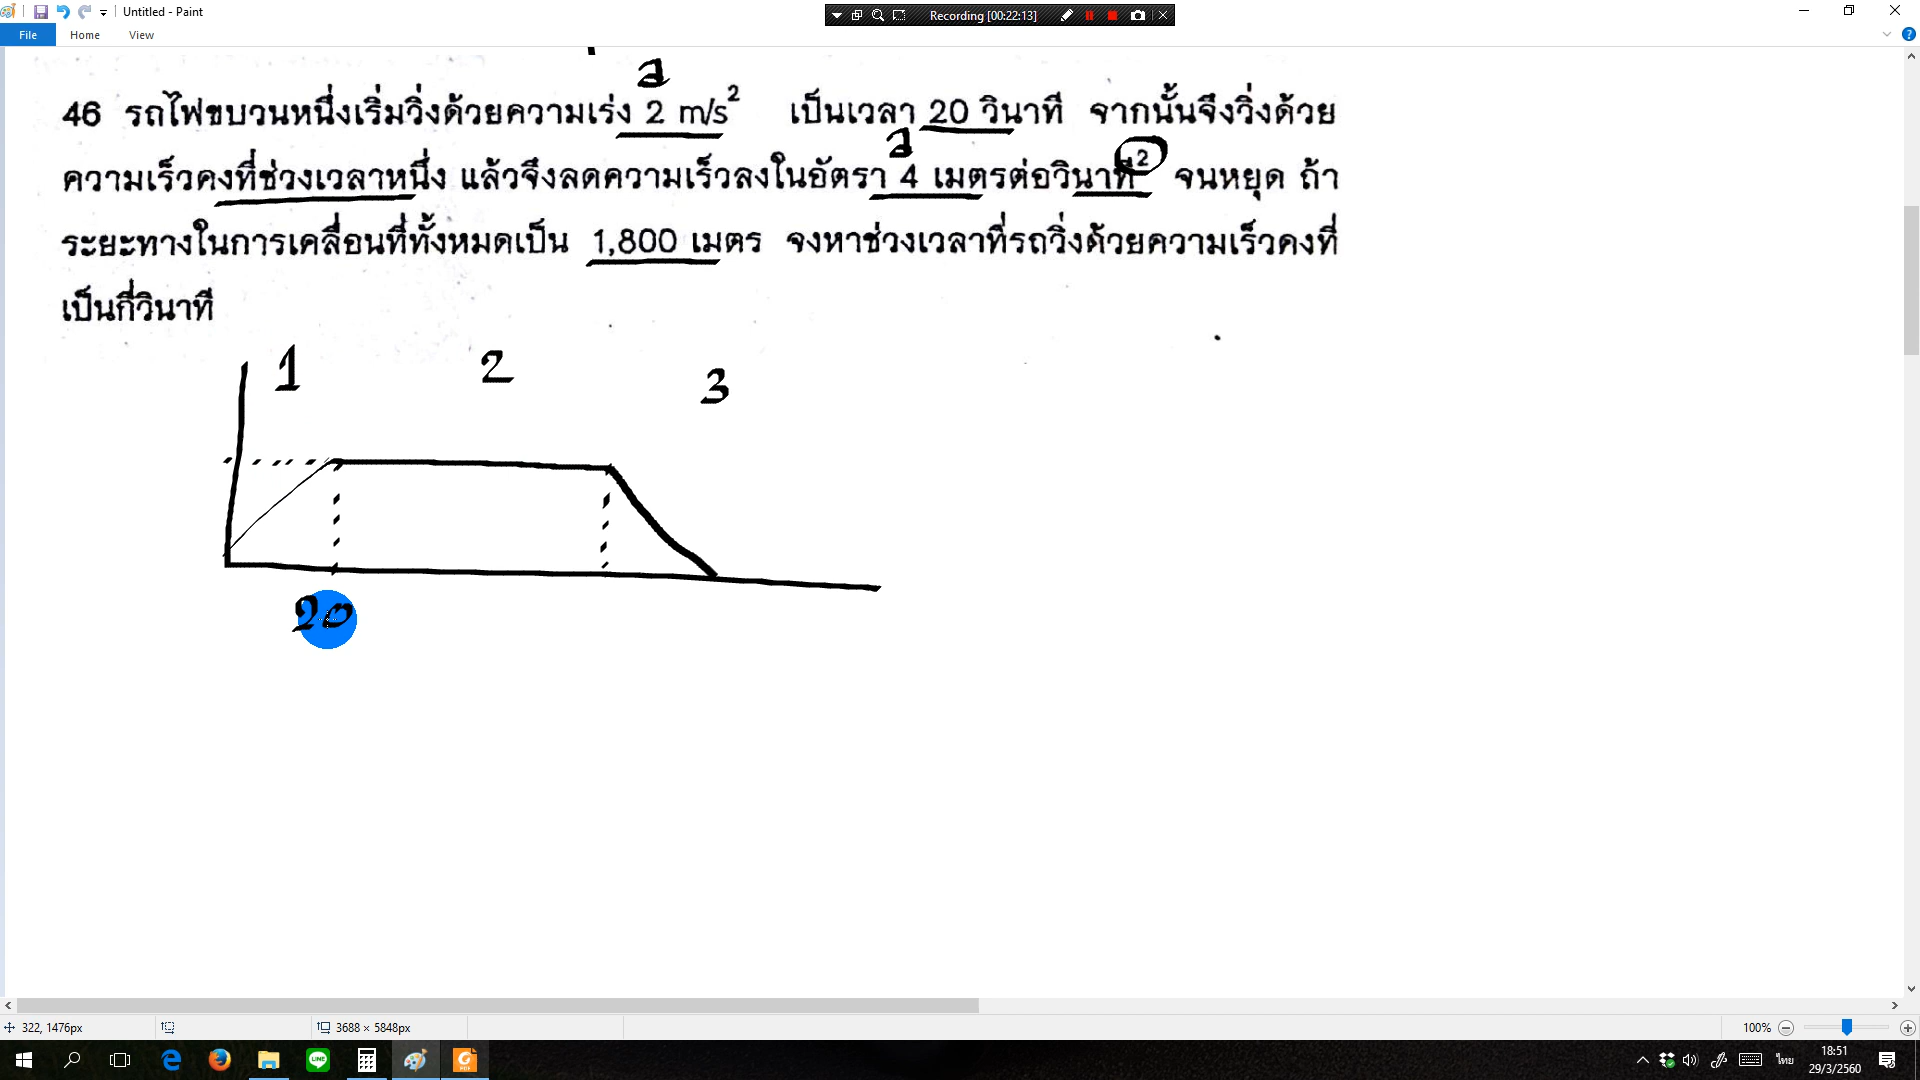 Untitled - Paint
Recording [00:22:13]
File Home View
a
46 รถไฟขบวนหนึ่งเริ่มวิ่งด้วยความเร่ง 2 m/s² เป็นเวลา 20 วินาที จากนั้นจึงวิ่งด้วย
a
ความเร็วคงที่ช่วงเวลาหนึ่ง แล้วจึงลดความเร็วลงในอัตรา 4 เมตรต่อวินาที² จนหยุด ถ้า
ระยะทางในการเคลื่อนที่ทั้งหมดเป็น 1,800 เมตร จงหาช่วงเวลาที่รถวิ่งด้วยความเร็วคงที่
เป็นกี่วินาที
1 2 3
20
322, 1476px 3688 × 5848px 100%
LINE
ไทย
18:51
29/3/2560